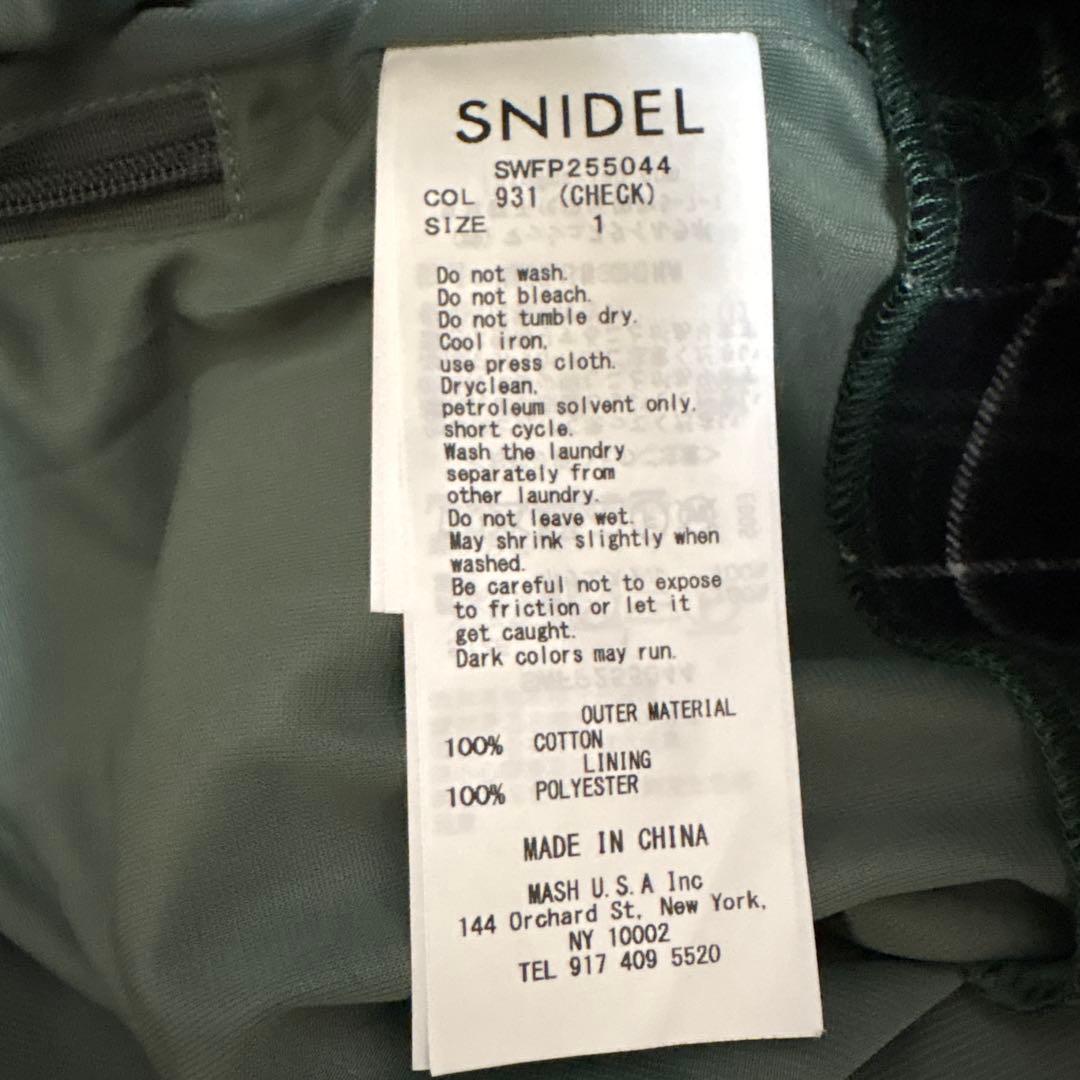 SNIDEL
SWFP255044
COL 931 (CHECK)
SIZE 1
Do not wash.
Do not bleach.
Do not tumble dry.
Cool iron.
use press cloth.
Dryclean.
petroleum solvent only.
short cycle.
Wash the laundry
separately from
other laundry.
Do not leave wet.
May shrink slightly when
washed.
Be careful not to expose
to friction or let it
get caught.
Dark colors may run.
OUTER MATERIAL
100% COTTON
LINING
100% POLYESTER
MADE IN CHINA
MASH U.S.A Inc
144 Orchard St, New York,
NY 10002
TEL 917 409 5520